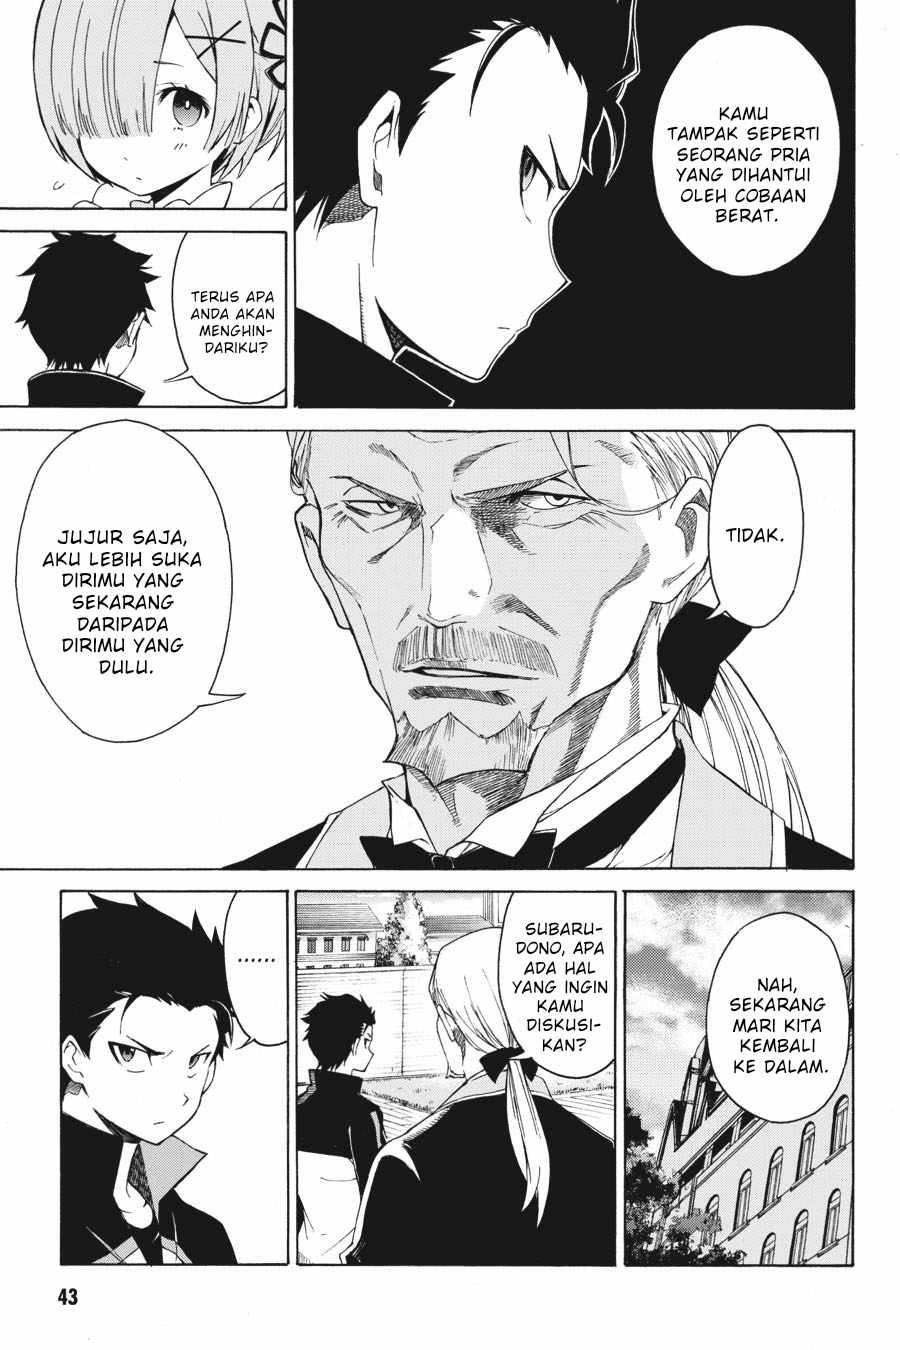 KAMU
TAMPAK SEPERTI
SEORANG PRIA
YANG DIHANTUI
OLEH COBAAN
BERAT.
TERUS APA
ANDA AKAN
MENGHIN-
DARIKU?
TIDAK.
JUJUR SAJA,
AKU LEBIH SUKA
DIRIMU YANG
SEKARANG
DARIPADA
DIRIMU YANG
DULU.
NAH,
SEKARANG
MARI KITA
KEMBALI
KE DALAM.
SUBARU-
DONO, APA
ADA HAL
YANG INGIN
KAMU
DISKUSI-
KAN?
......
43